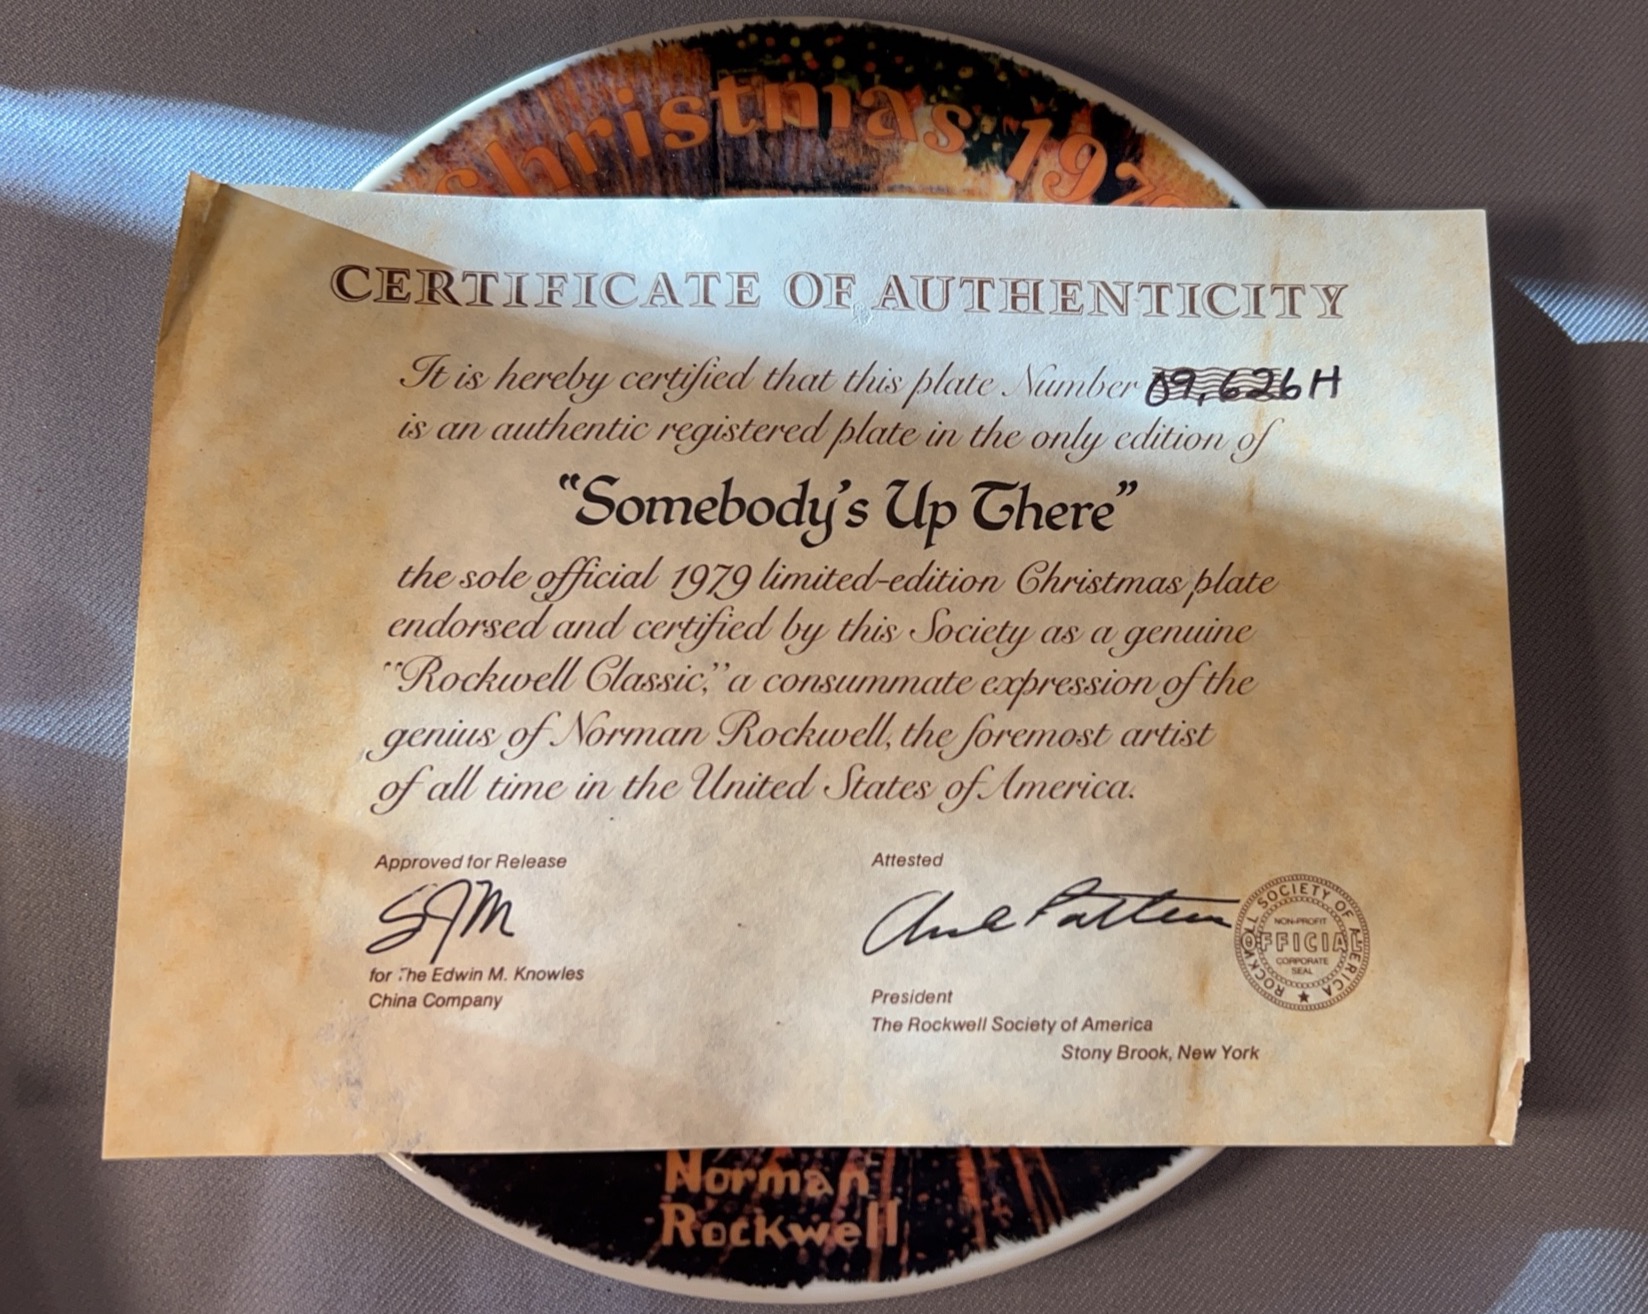 Christmas 197
CERTIFICATE OF AUTHENTICITY
It is hereby certified that this plate Number 09,626H
is an authentic registered plate in the only edition of
"Somebody's Up There"
the sole official 1979 limited-edition Christmas plate
endorsed and certified by this Society as a genuine
"Rockwell Classic," a consummate expression of the
genius of Norman Rockwell, the foremost artist
of all time in the United States of America.
Approved for Release
SJM
for The Edwin M. Knowles
China Company
Attested
President
The Rockwell Society of America
Stony Brook, New York
ROCKWELL SOCIETY OF AMERICA
NON-PROFIT
OFFICIAL
CORPORATE
SEAL
Norman
Rockwell